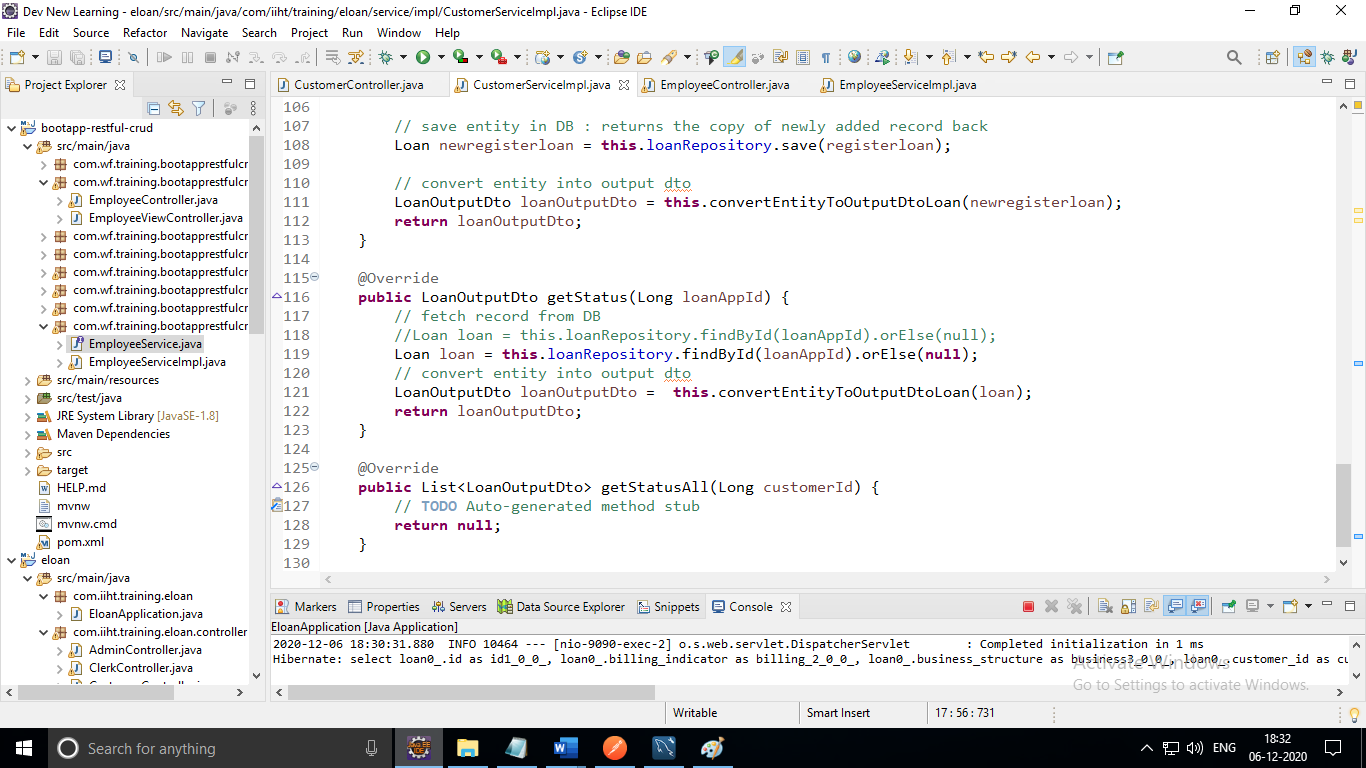 Dev New Learning - eloan/src/main/java/com/iiht/training/eloan/service/impl/CustomerServiceImpl.java - Eclipse IDE
File Edit Source Refactor Navigate Search Project Run Window Help
Project Explorer
bootapp-restful-crud
src/main/java
com.wf.training.bootapprestfulcr
com.wf.training.bootapprestfulcr
EmployeeController.java
EmployeeViewController.java
com.wf.training.bootapprestfulcr
com.wf.training.bootapprestfulcr
com.wf.training.bootapprestfulcr
com.wf.training.bootapprestfulcr
com.wf.training.bootapprestfulcr
com.wf.training.bootapprestfulcr
EmployeeService.java
EmployeeServiceImpl.java
src/main/resources
src/test/java
JRE System Library [JavaSE-1.8]
Maven Dependencies
src
target
HELP.md
mvnw
mvnw.cmd
pom.xml
eloan
src/main/java
com.iiht.training.eloan
EloanApplication.java
com.iiht.training.eloan.controller
AdminController.java
ClerkController.java
CustomerController.java CustomerServiceImpl.java EmployeeController.java EmployeeServiceImpl.java
106
107 // save entity in DB : returns the copy of newly added record back
108 Loan newregisterloan = this.loanRepository.save(registerloan);
109
110 // convert entity into output dto
111 LoanOutputDto loanOutputDto = this.convertEntityToOutputDtoLoan(newregisterloan);
112 return loanOutputDto;
113 }
114
115 @Override
116 public LoanOutputDto getStatus(Long loanAppId) {
117 // fetch record from DB
118 //Loan loan = this.loanRepository.findById(loanAppId).orElse(null);
119 Loan loan = this.loanRepository.findById(loanAppId).orElse(null);
120 // convert entity into output dto
121 LoanOutputDto loanOutputDto =  this.convertEntityToOutputDtoLoan(loan);
122 return loanOutputDto;
123 }
124
125 @Override
126 public List<LoanOutputDto> getStatusAll(Long customerId) {
127 // TODO Auto-generated method stub
128 return null;
129 }
130
Markers Properties Servers Data Source Explorer Snippets Console
EloanApplication [Java Application]
2020-12-06 18:30:31.880  INFO 10464 --- [nio-9090-exec-2] o.s.web.servlet.DispatcherServlet        : Completed initialization in 1 ms
Hibernate: select loan0_.id as id1_0_0_, loan0_.billing_indicator as billing_2_0_0_, loan0_.business_structure as business3_0_0_, loan0_.customer_id as cu
Activate Windows
Go to Settings to activate Windows.
Writable Smart Insert 17 : 56 : 731
Search for anything
ENG
18:32
06-12-2020